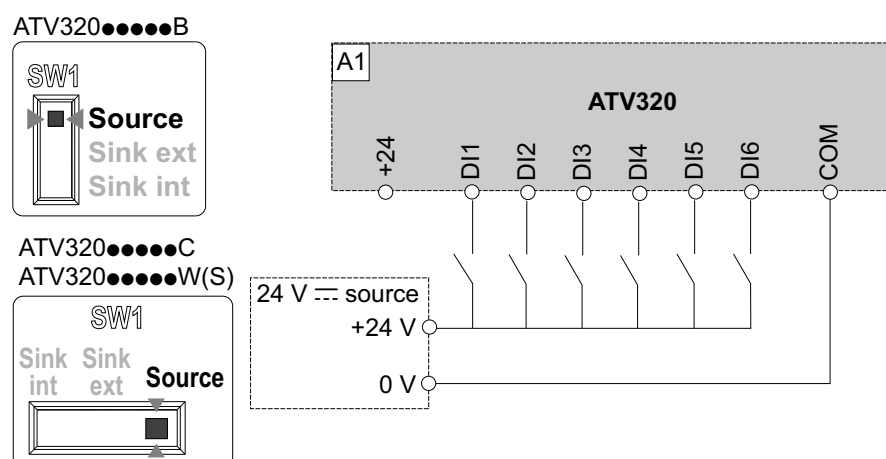 ATV320●●●●●B
SW1
Source
Sink ext
Sink int
ATV320●●●●●C
ATV320●●●●●W(S)
SW1
Sink int
Sink ext
Source
A1
ATV320
+24
DI1
DI2
DI3
DI4
DI5
DI6
COM
24 V ⎓ source
+24 V
0 V